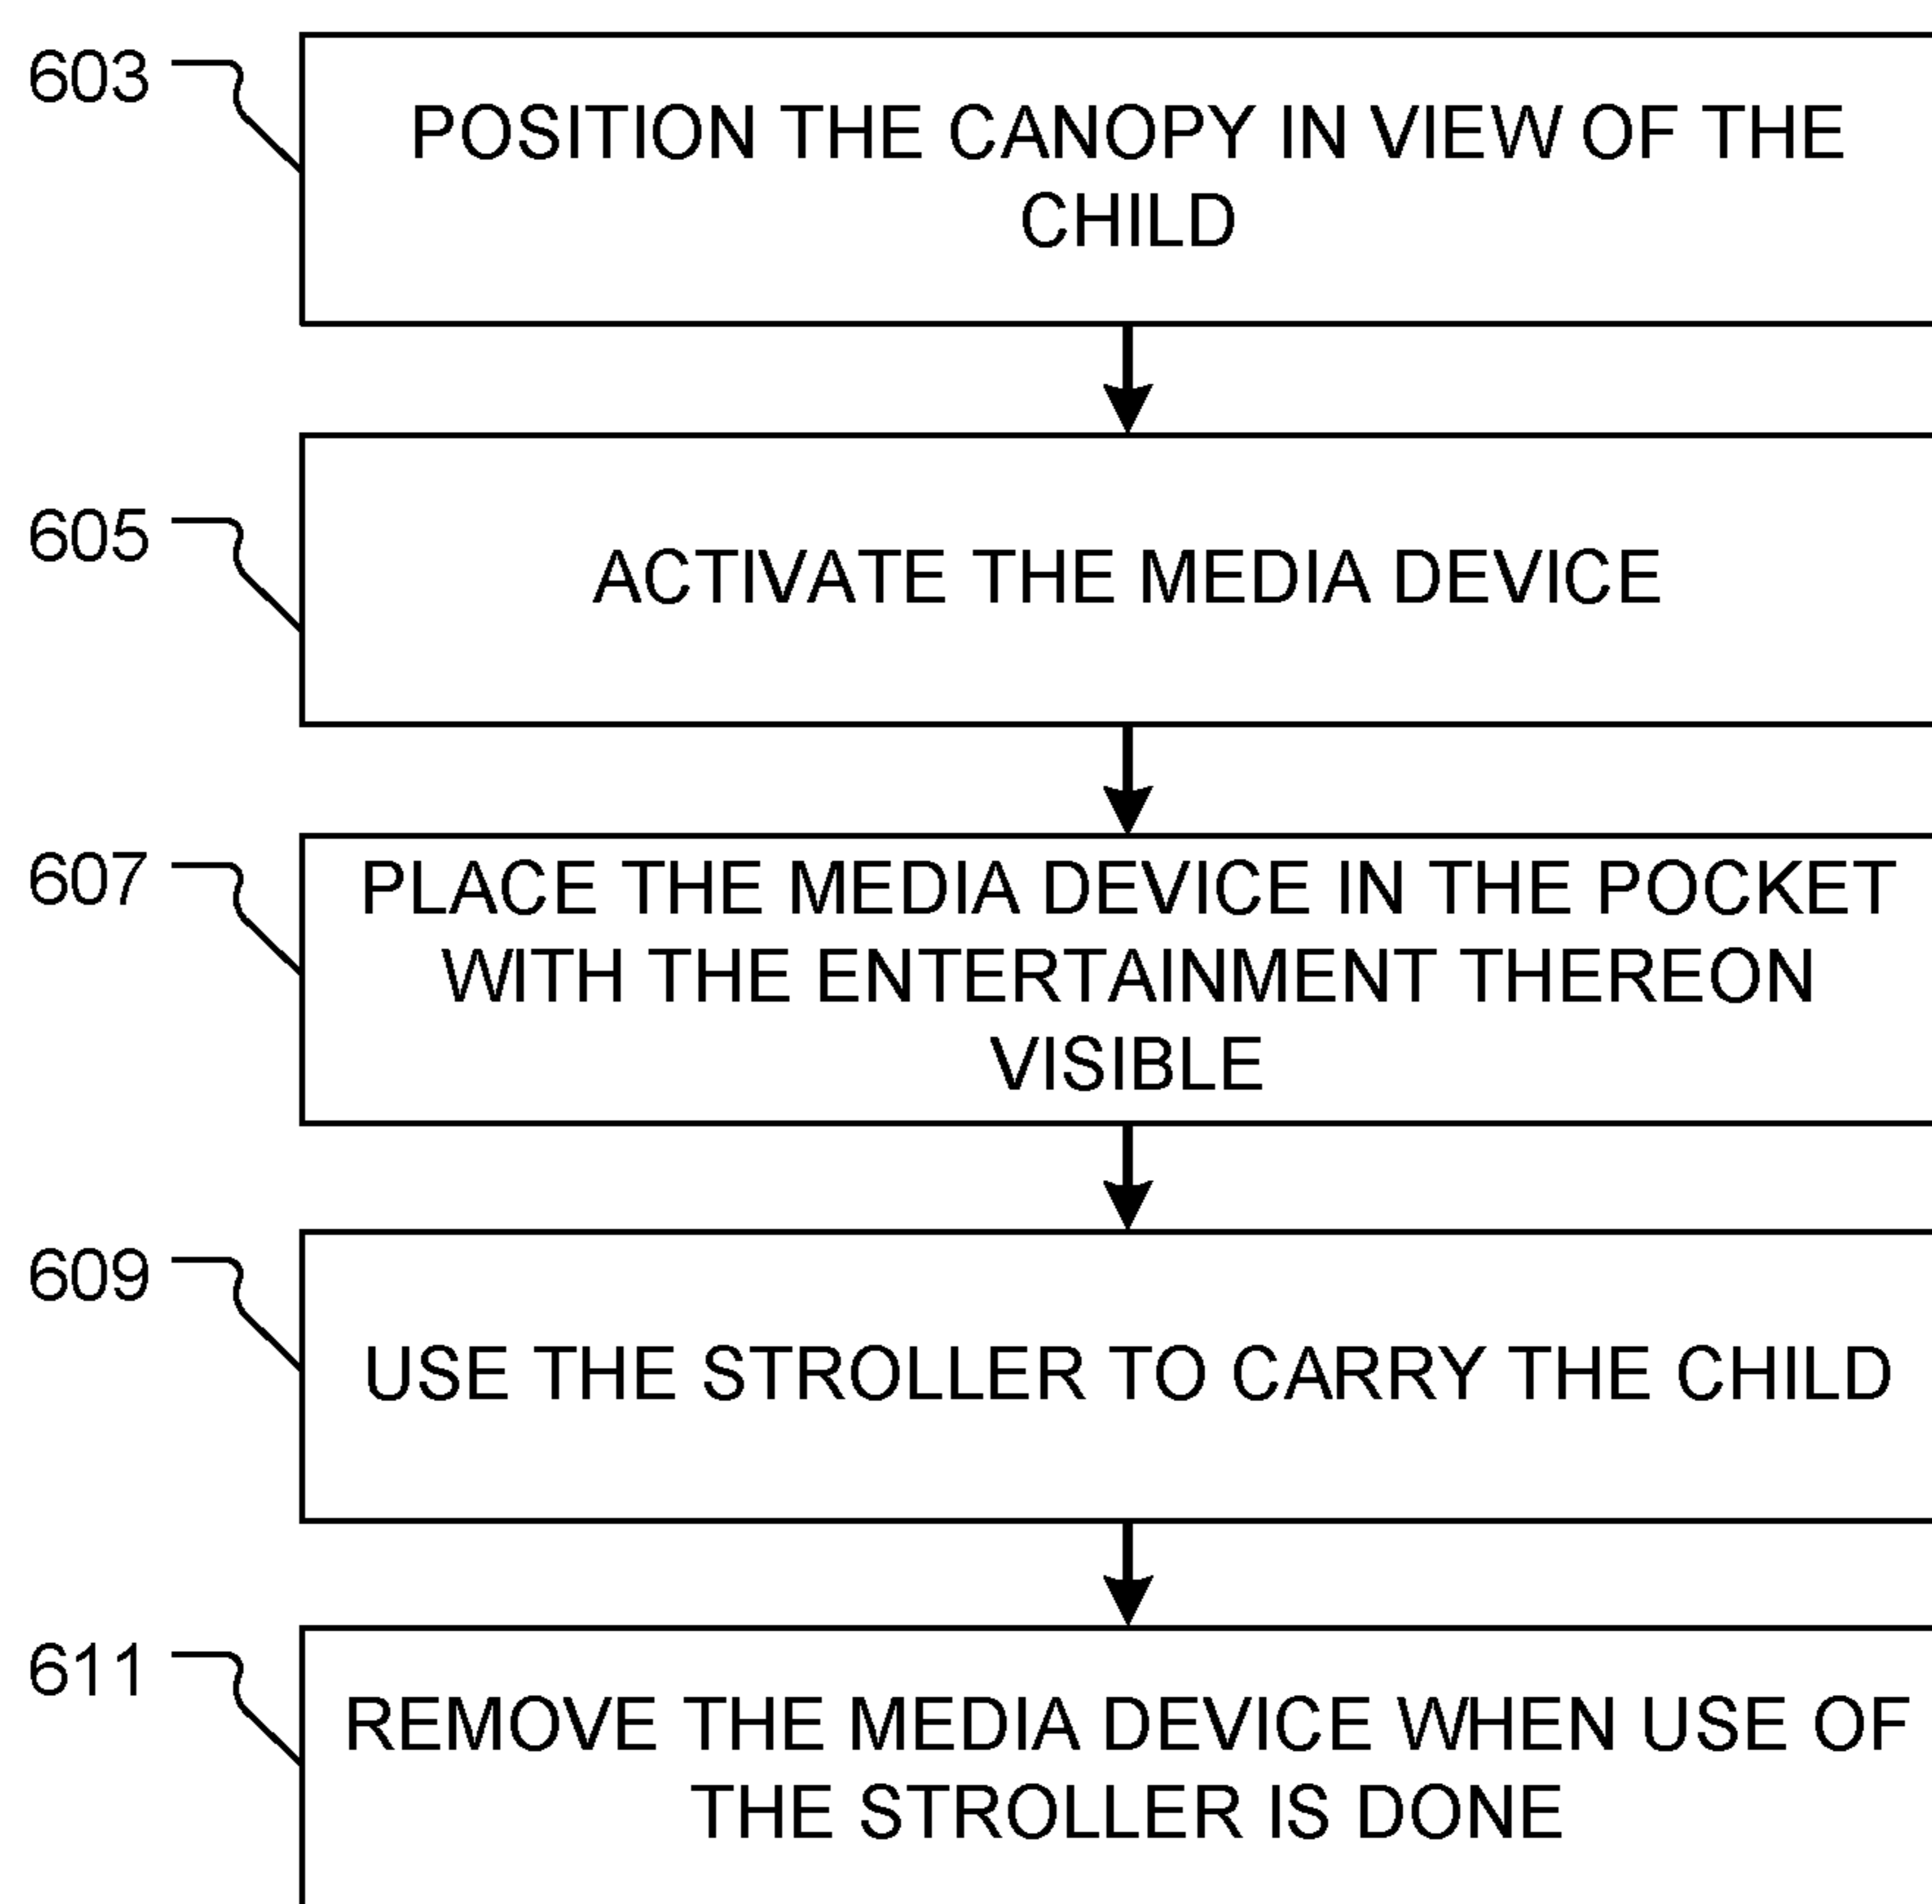 603
POSITION THE CANOPY IN VIEW OF THE
CHILD
605
ACTIVATE THE MEDIA DEVICE
607
PLACE THE MEDIA DEVICE IN THE POCKET
WITH THE ENTERTAINMENT THEREON
VISIBLE
609
USE THE STROLLER TO CARRY THE CHILD
611
REMOVE THE MEDIA DEVICE WHEN USE OF
THE STROLLER IS DONE